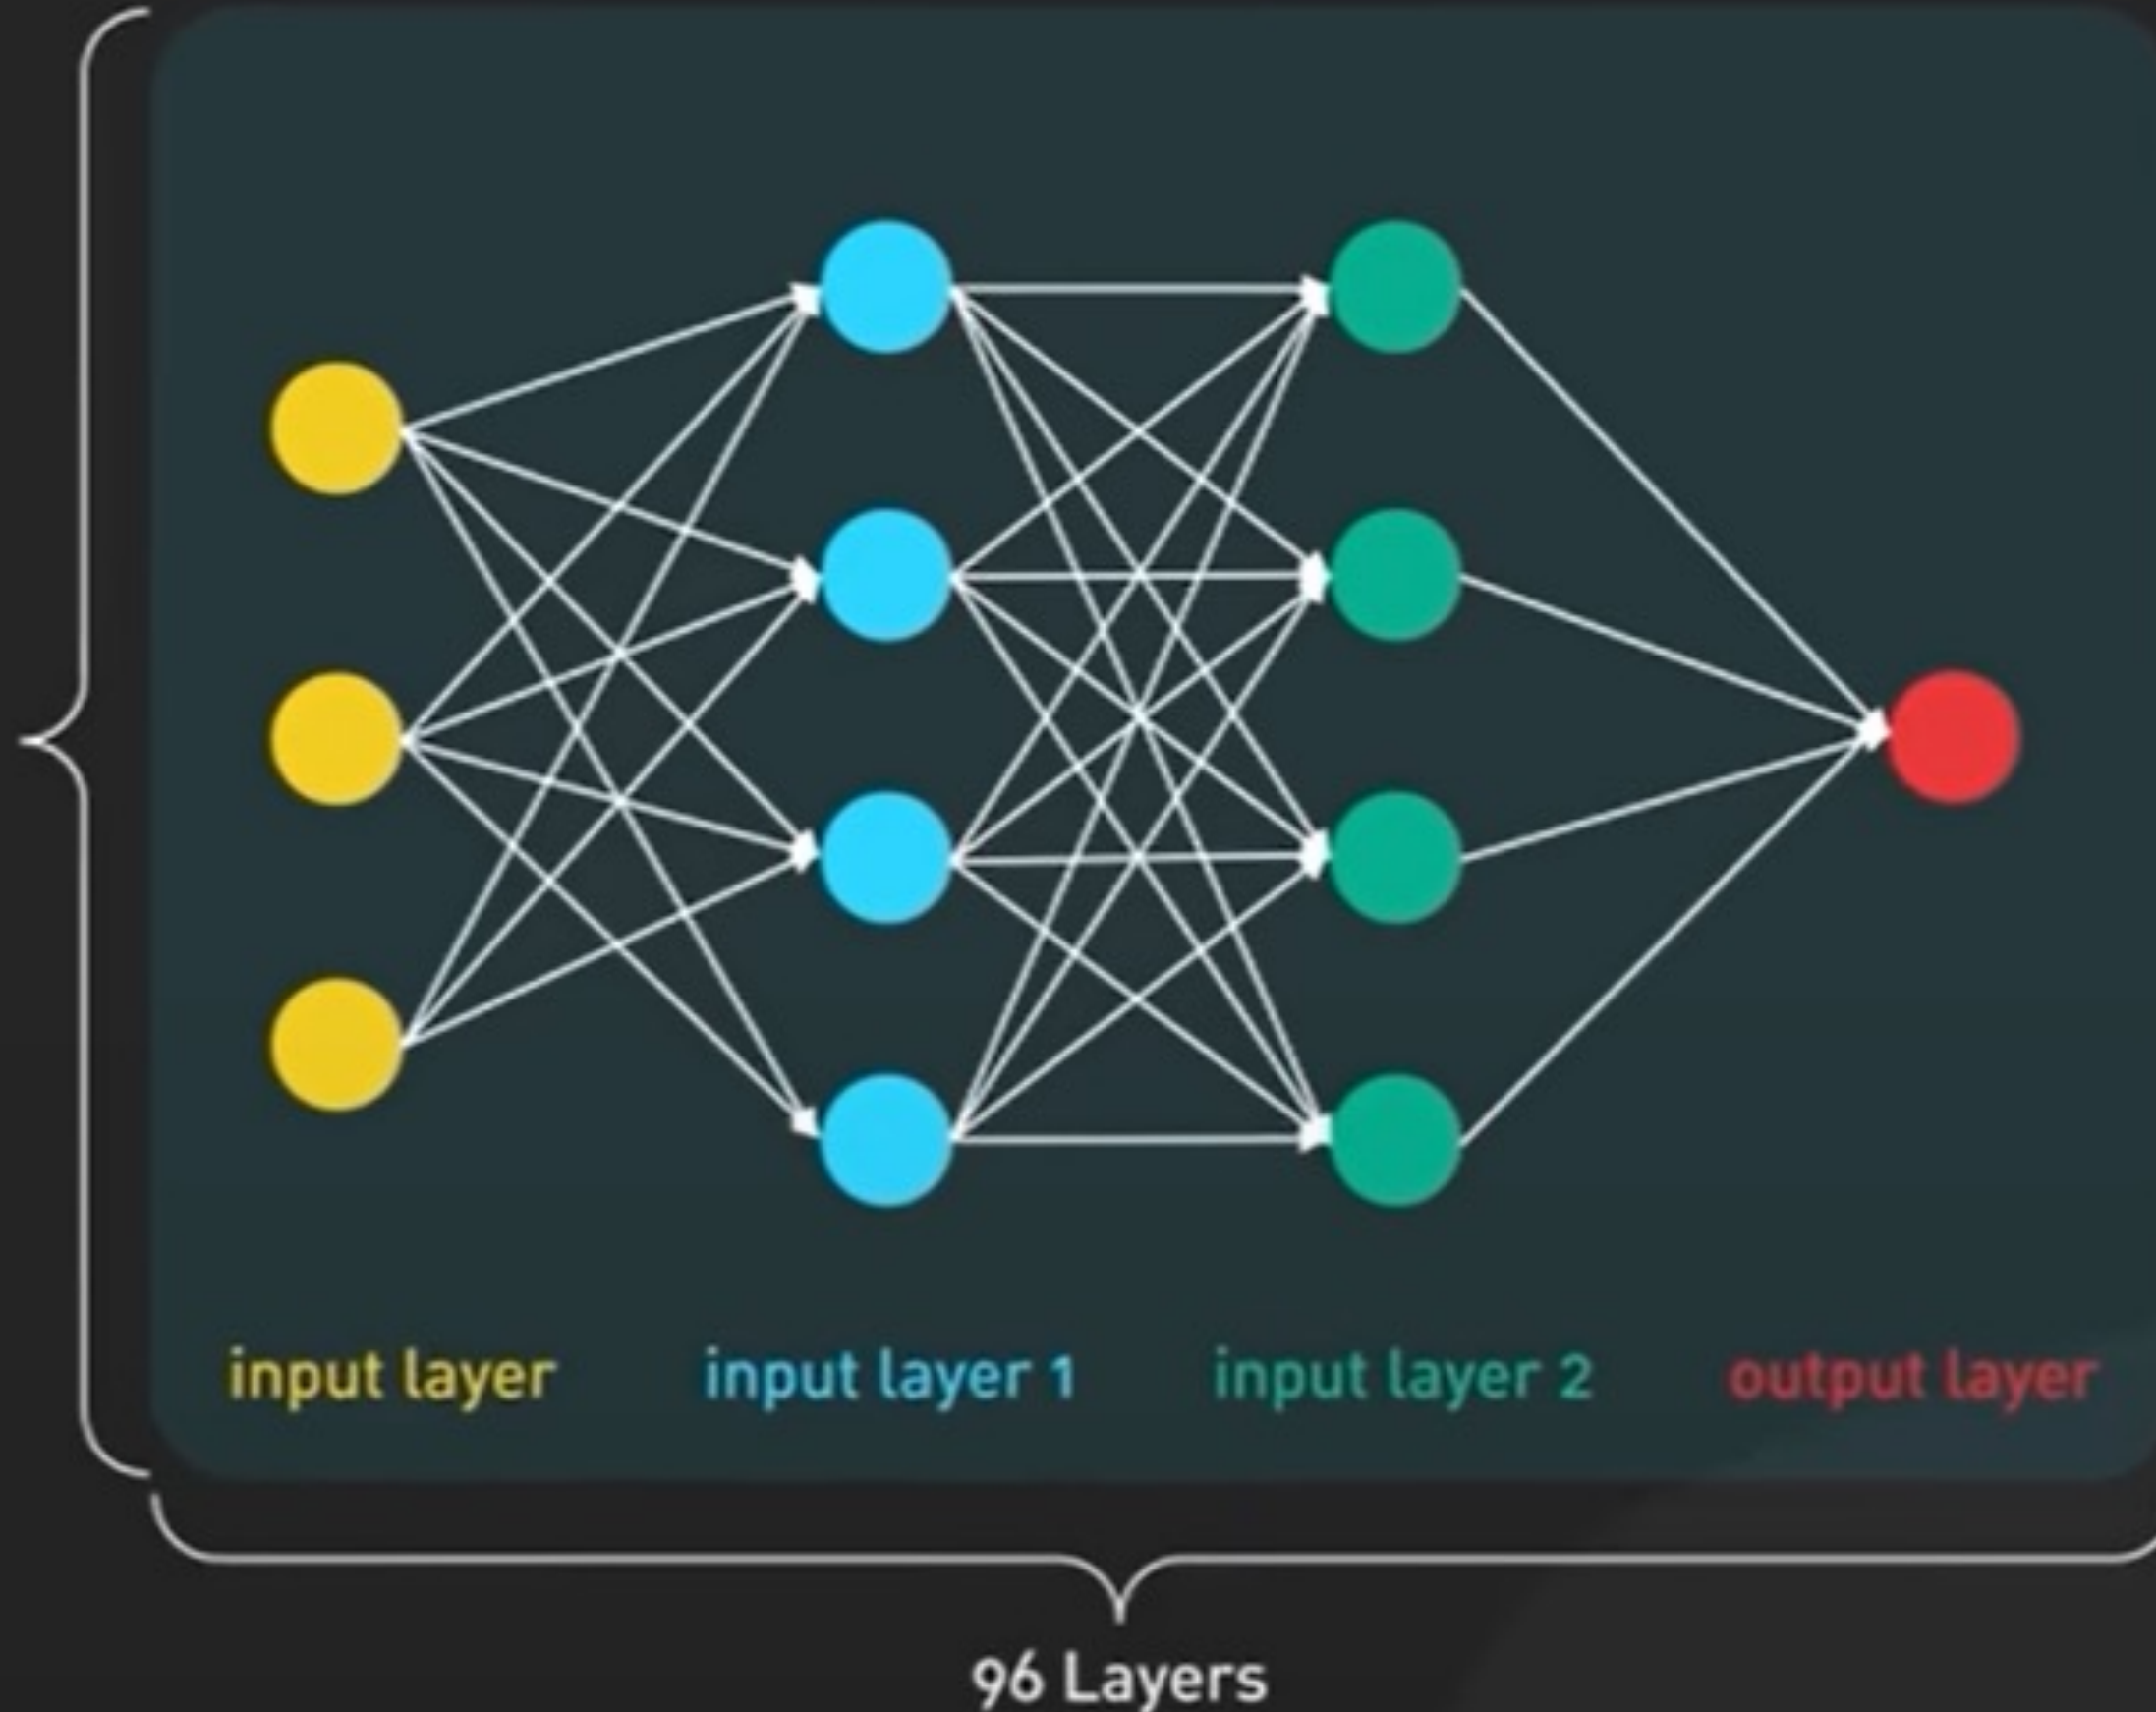 input layer
input layer 1
input layer 2
output layer
96 Layers